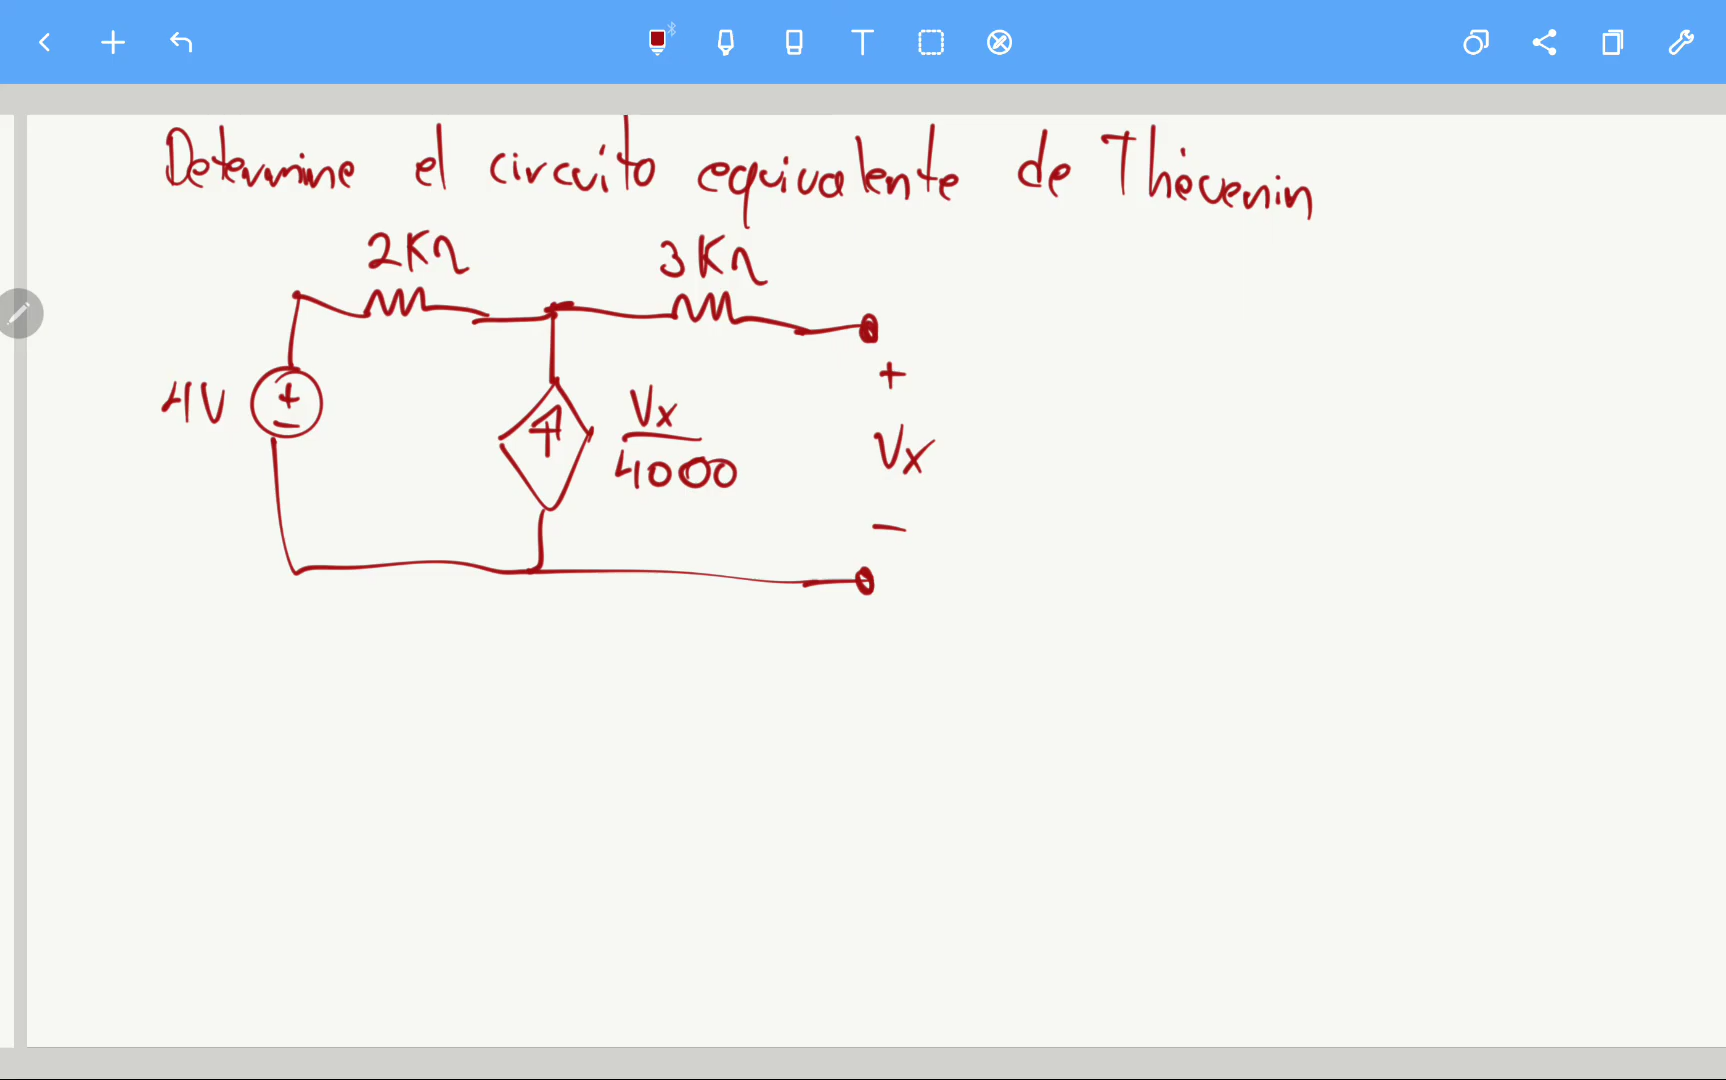 Determine el circuito equivalente de Thévenin
2KΩ 3KΩ
4V + - Vx/4000 + Vx -